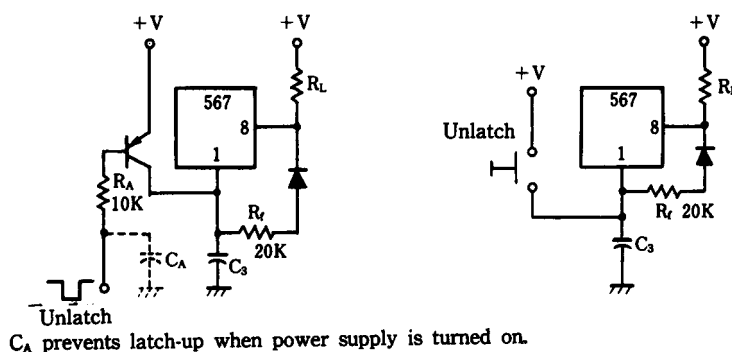 +V
+V
567
R_L
8
1
R_A
10K
R_f
20K
C_A
C_3
Unlatch
+V
+V
567
8
1
Unlatch
R_f 20K
C_3
C_A prevents latch-up when power supply is turned on.